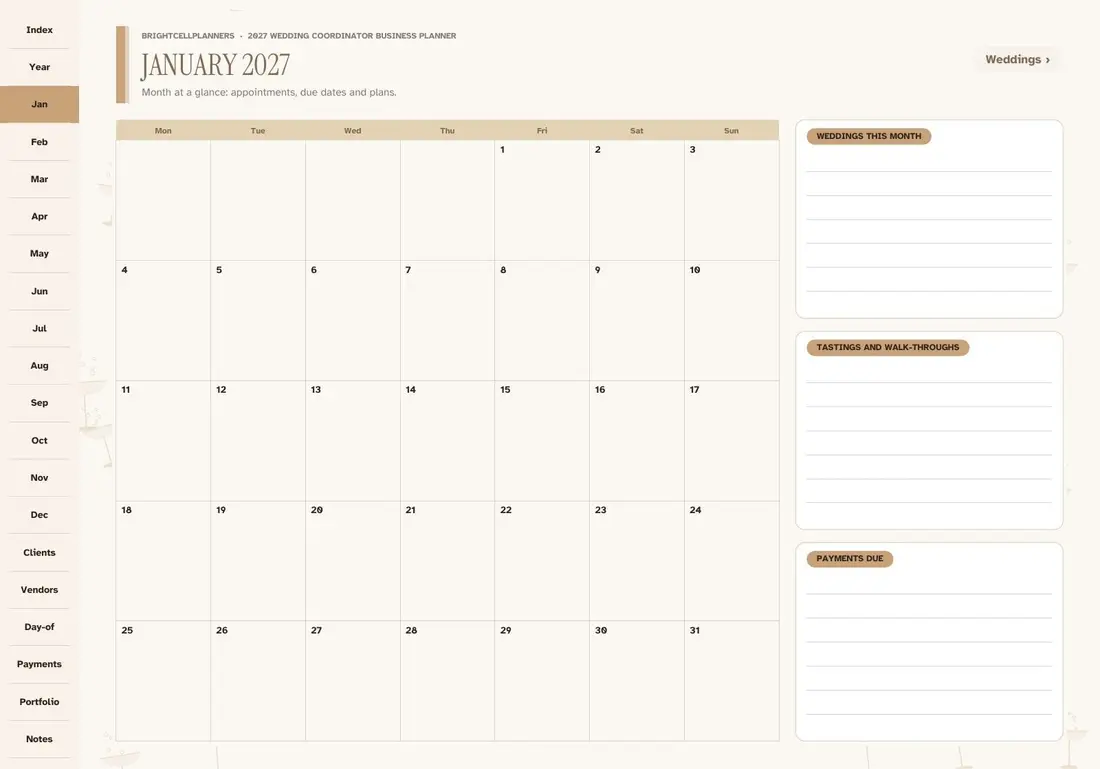 Index
Year
Jan
Feb
Mar
Apr
May
Jun
Jul
Aug
Sep
Oct
Nov
Dec
Clients
Vendors
Day-of
Payments
Portfolio
Notes
BRIGHTCELLPLANNERS · 2027 WEDDING COORDINATOR BUSINESS PLANNER
JANUARY 2027
Month at a glance: appointments, due dates and plans.
Weddings ›
Mon Tue Wed Thu Fri Sat Sun
1 2 3
4 5 6 7 8 9 10
11 12 13 14 15 16 17
18 19 20 21 22 23 24
25 26 27 28 29 30 31
WEDDINGS THIS MONTH
TASTINGS AND WALK-THROUGHS
PAYMENTS DUE